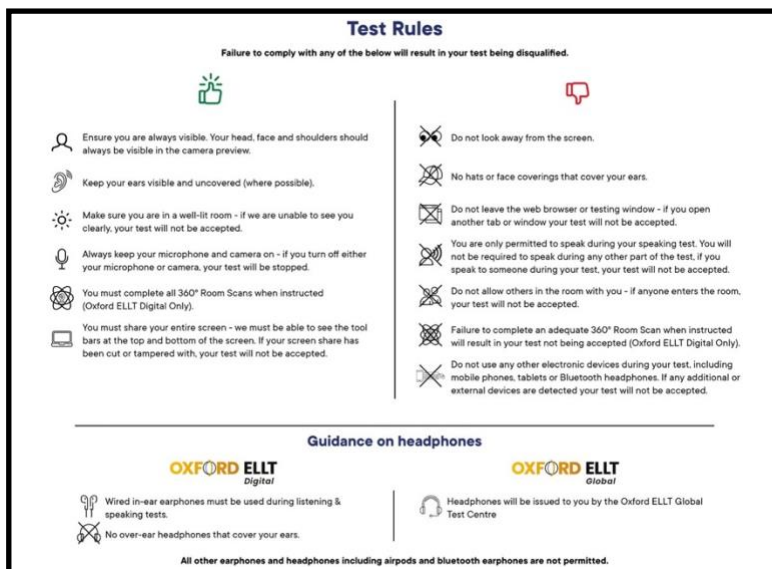 Test Rules
Failure to comply with any of the below will result in your test being disqualified.
Ensure you are always visible. Your head, face and shoulders should
always be visible in the camera preview.
Keep your ears visible and uncovered (where possible).
Make sure you are in a well-lit room - if we are unable to see you
clearly, your test will not be accepted.
Always keep your microphone and camera on - if you turn off either
your microphone or camera, your test will be stopped.
You must complete all 360° Room Scans when instructed
(Oxford ELLT Digital Only).
You must share your entire screen - we must be able to see the tool
bars at the top and bottom of the screen. If your screen share has
been cut or tampered with, your test will not be accepted.
Do not look away from the screen.
No hats or face coverings that cover your ears.
Do not leave the web browser or testing window - if you open
another tab or window your test will not be accepted.
You are only permitted to speak during your speaking test. You will
not be required to speak during any other part of the test, if you
speak to someone during your test, your test will not be accepted.
Do not allow others in the room with you - if anyone enters the room,
your test will not be accepted.
Failure to complete an adequate 360° Room Scan when instructed
will result in your test not being accepted (Oxford ELLT Digital Only).
Do not use any other electronic devices during your test, including
mobile phones, tablets or Bluetooth headphones. If any additional or
external devices are detected your test will not be accepted.
Guidance on headphones
OXFORD ELLT
Digital
Wired in-ear earphones must be used during listening &
speaking tests.
No over-ear headphones that cover your ears.
OXFORD ELLT
Global
Headphones will be issued to you by the Oxford ELLT Global
Test Centre
All other earphones and headphones including airpods and bluetooth earphones are not permitted.